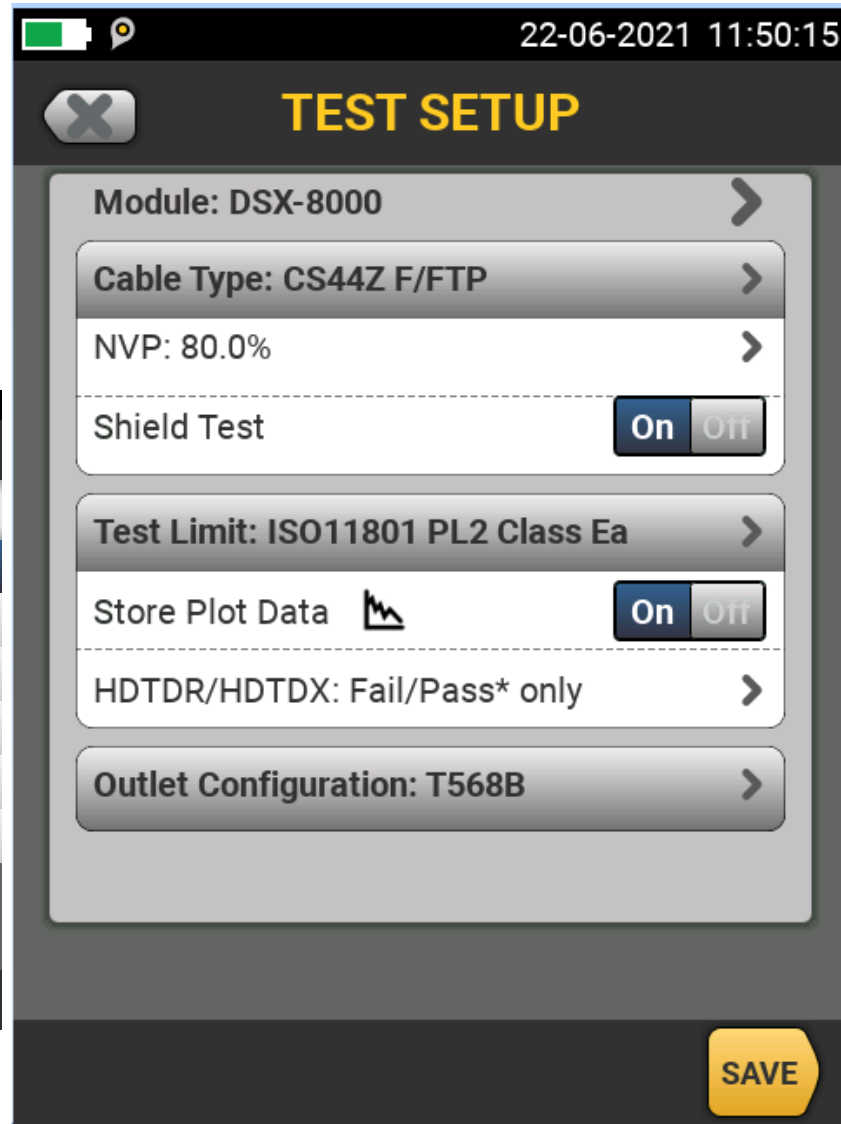 22-06-2021 11:50:15
TEST SETUP
Module: DSX-8000
Cable Type: CS44Z F/FTP
NVP: 80.0%
Shield Test On Off
Test Limit: ISO11801 PL2 Class Ea
Store Plot Data On Off
HDTDR/HDTDX: Fail/Pass* only
Outlet Configuration: T568B
SAVE